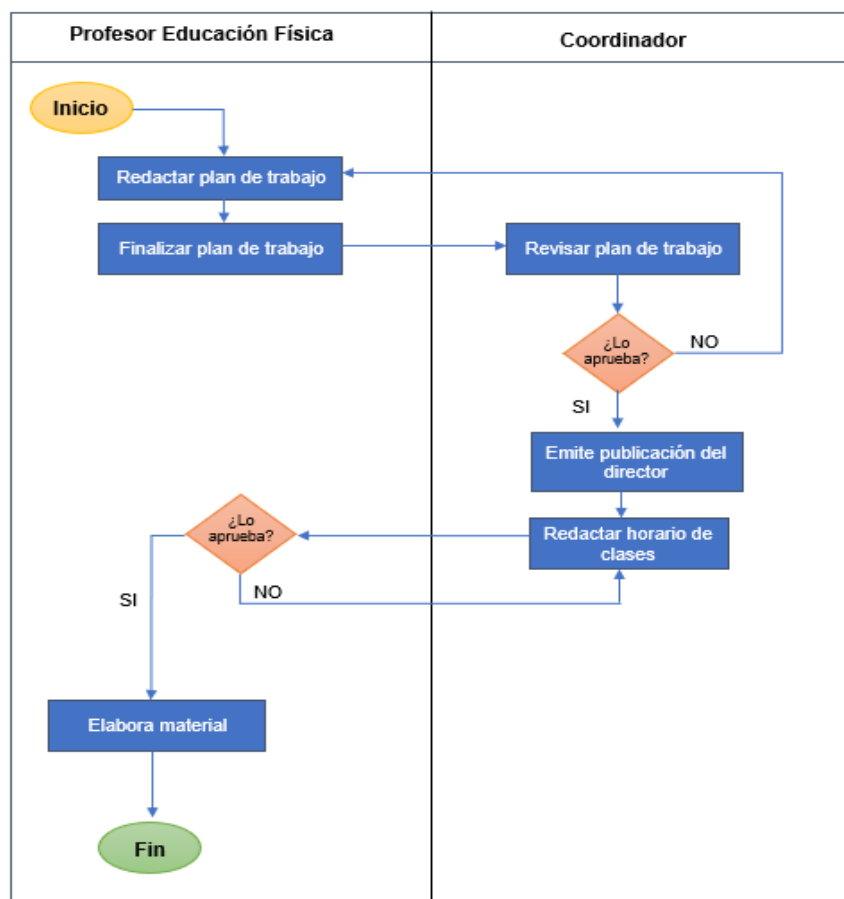 Profesor Educación Física
Coordinador
Inicio
Redactar plan de trabajo
Finalizar plan de trabajo
Revisar plan de trabajo
¿Lo
aprueba?
NO
SI
Emite publicación del
director
Redactar horario de
clases
¿Lo
aprueba?
NO
SI
Elabora material
Fin